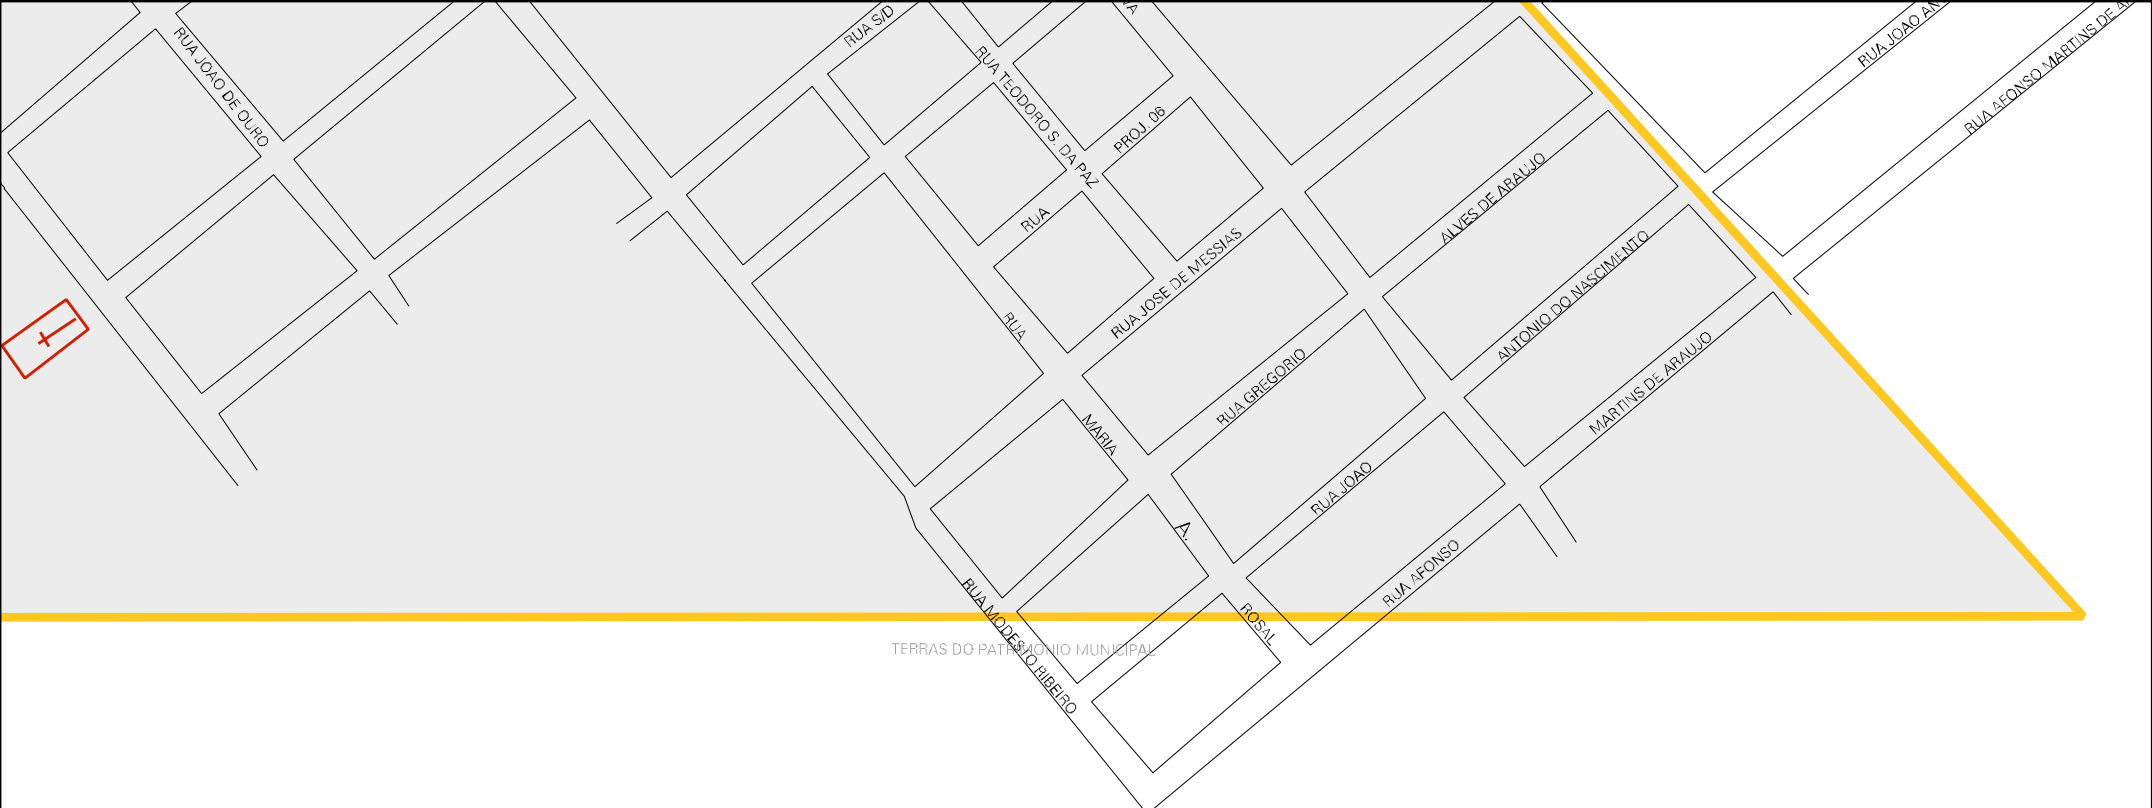 RUA JOAO DE OURO
RUA S/D
RUA TEODORO S. DA PAZ
RUA PROJ. 06
RUA JOAO AN
RUA AFONSO MARTINS DE A
RUA JOSE DE MESSIAS
RUA GREGORIO ALVES DE ARAUJO
RUA JOAO ANTONIO DO NASCIMENTO
RUA AFONSO MARTINS DE ARAUJO
RUA MARIA A. ROSAL
RUA MODESTO RIBEIRO
TERRAS DO PATRIMONIO MUNICIPAL